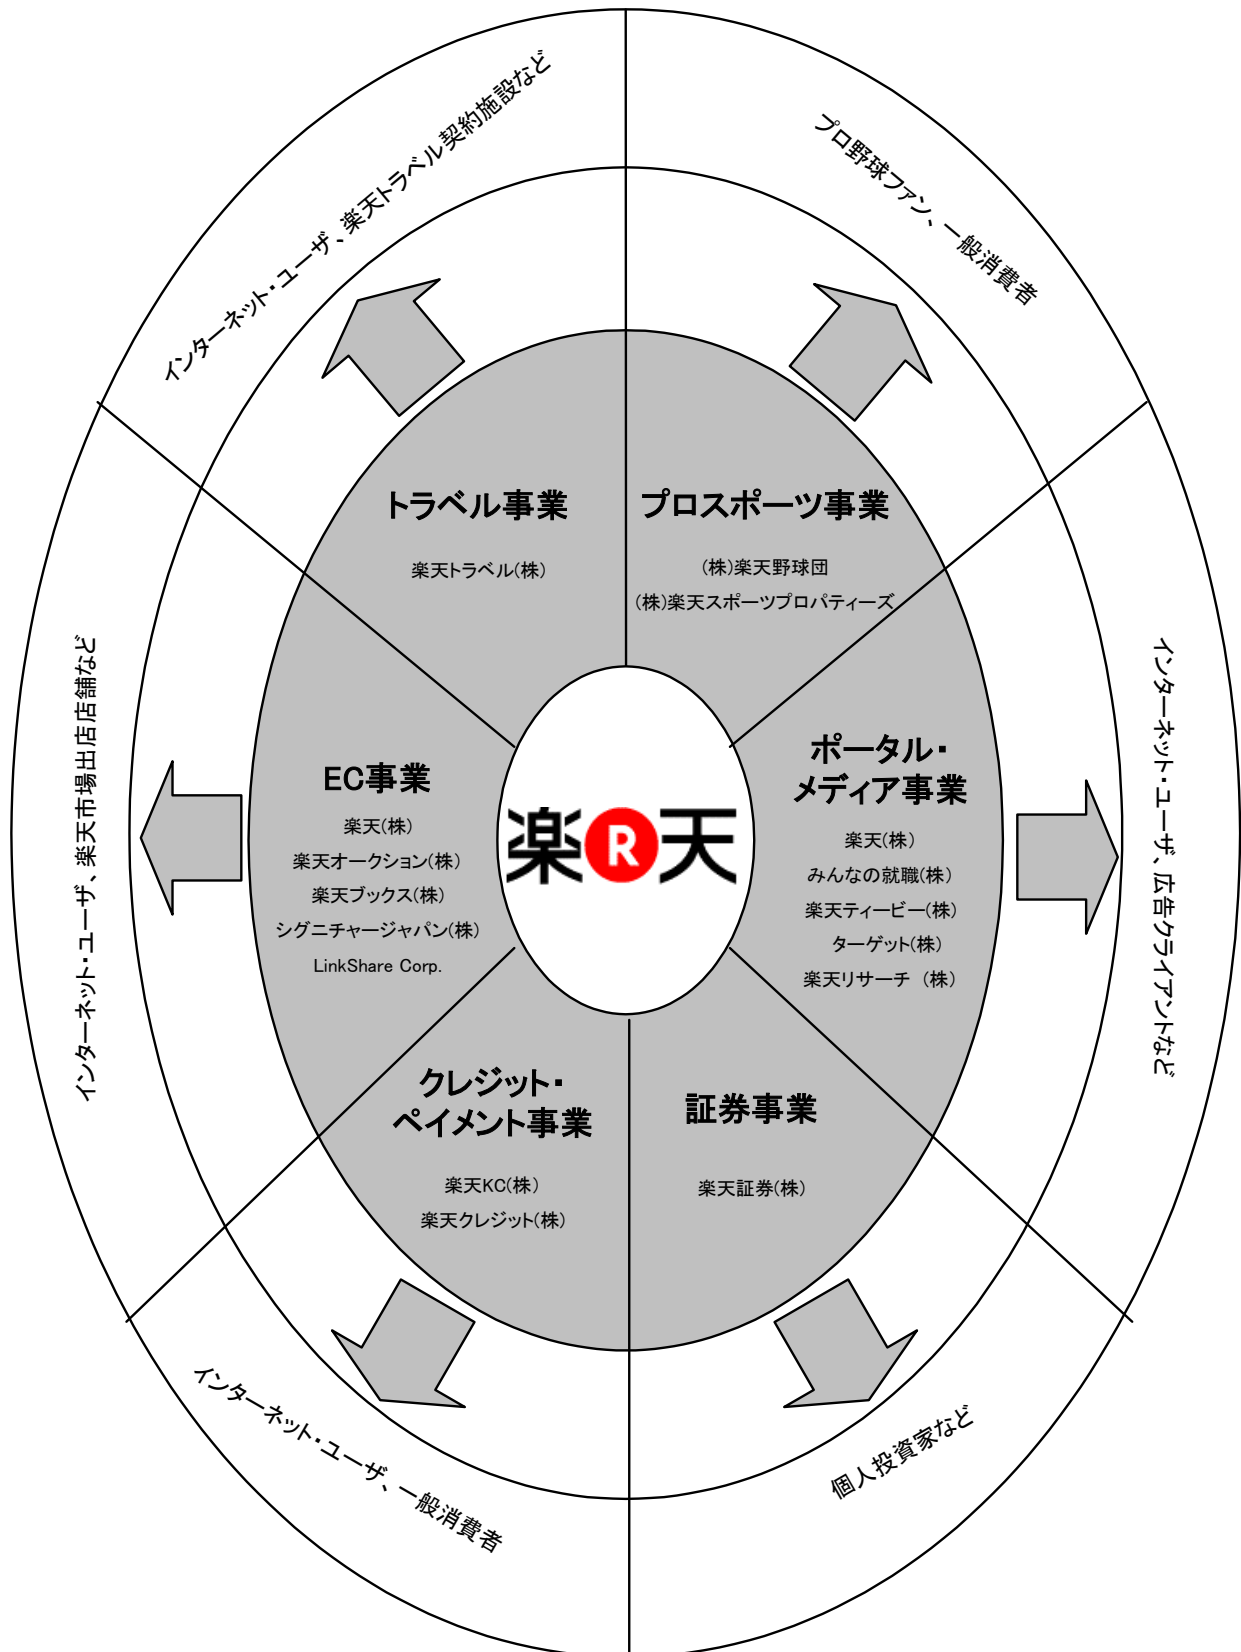 インターネット・ユーザ、楽天トラベル契約施設など
プロ野球ファン、一般消費者
トラベル事業
楽天トラベル(株)
プロスポーツ事業
(株)楽天野球団
(株)楽天スポーツプロパティーズ
インターネット・ユーザ、楽天市場出店店舗など
EC事業
楽天(株)
楽天オークション(株)
楽天ブックス(株)
シグニチャージャパン(株)
LinkShare Corp.
楽R天
ポータル・
メディア事業
楽天(株)
みんなの就職(株)
楽天ティービー(株)
ターゲット(株)
楽天リサーチ (株)
インターネット・ユーザ、広告クライアントなど
クレジット・
ペイメント事業
楽天KC(株)
楽天クレジット(株)
証券事業
楽天証券(株)
インターネット・ユーザ、一般消費者
個人投資家など